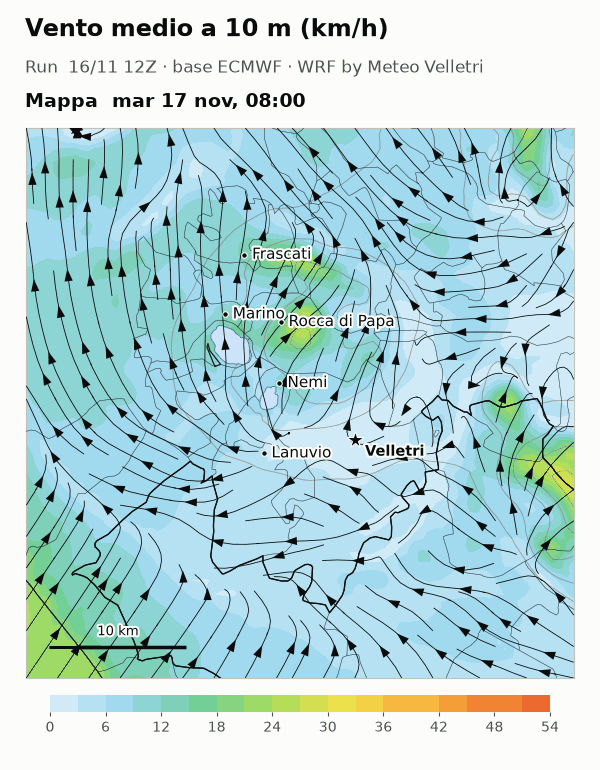 Vento medio a 10 m (km/h)
Run  16/11 12Z · base ECMWF · WRF by Meteo Velletri
Mappa  mar 17 nov, 08:00
Frascati
Marino
Rocca di Papa
Nemi
Velletri
Lanuvio
10 km
0 6 12 18 24 30 36 42 48 54